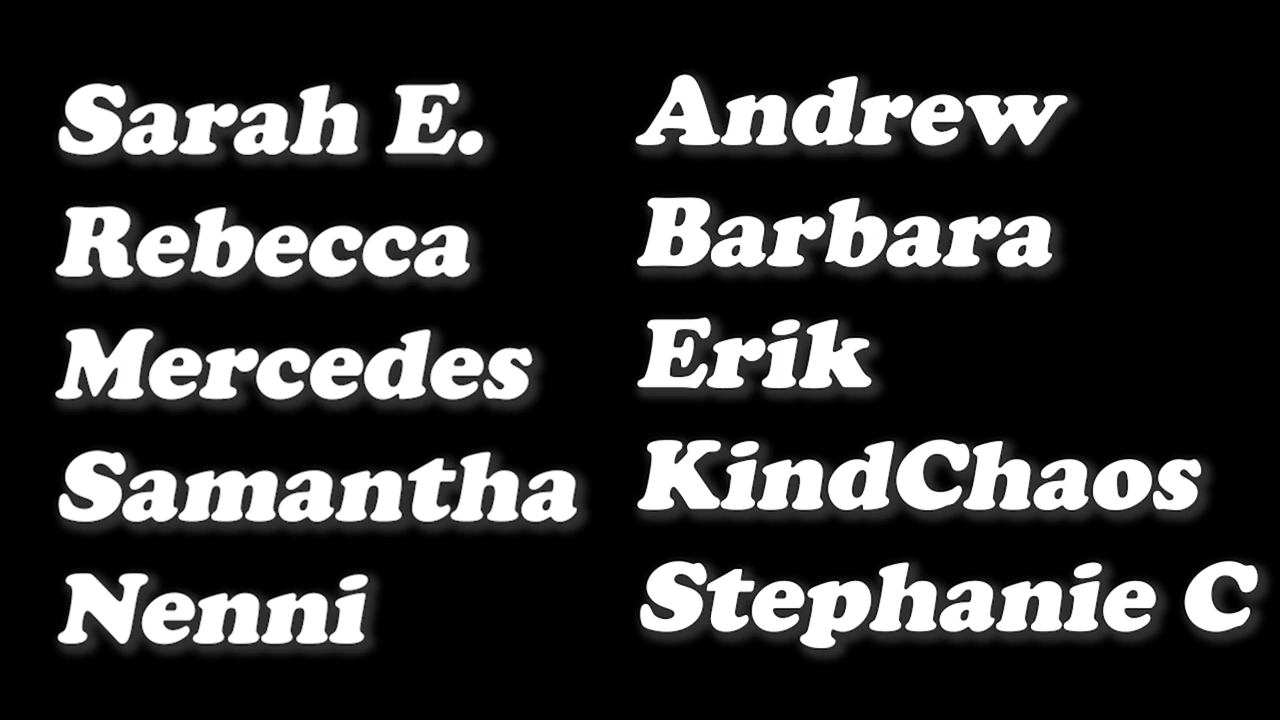 Sarah E.
Rebecca
Mercedes
Samantha
Nenni
Andrew
Barbara
Erik
KindChaos
Stephanie C